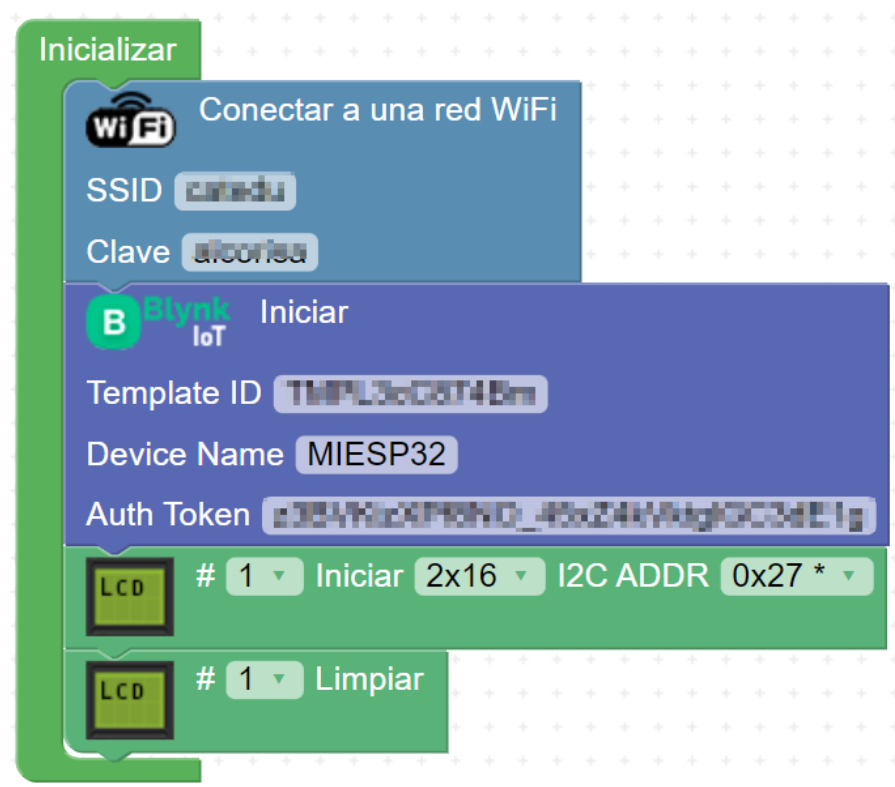 Inicializar
WiFi Conectar a una red WiFi
SSID
Clave
B Blynk IoT Iniciar
Template ID
Device Name MIESP32
Auth Token
LCD # 1 Iniciar 2x16 I2C ADDR 0x27 *
LCD # 1 Limpiar